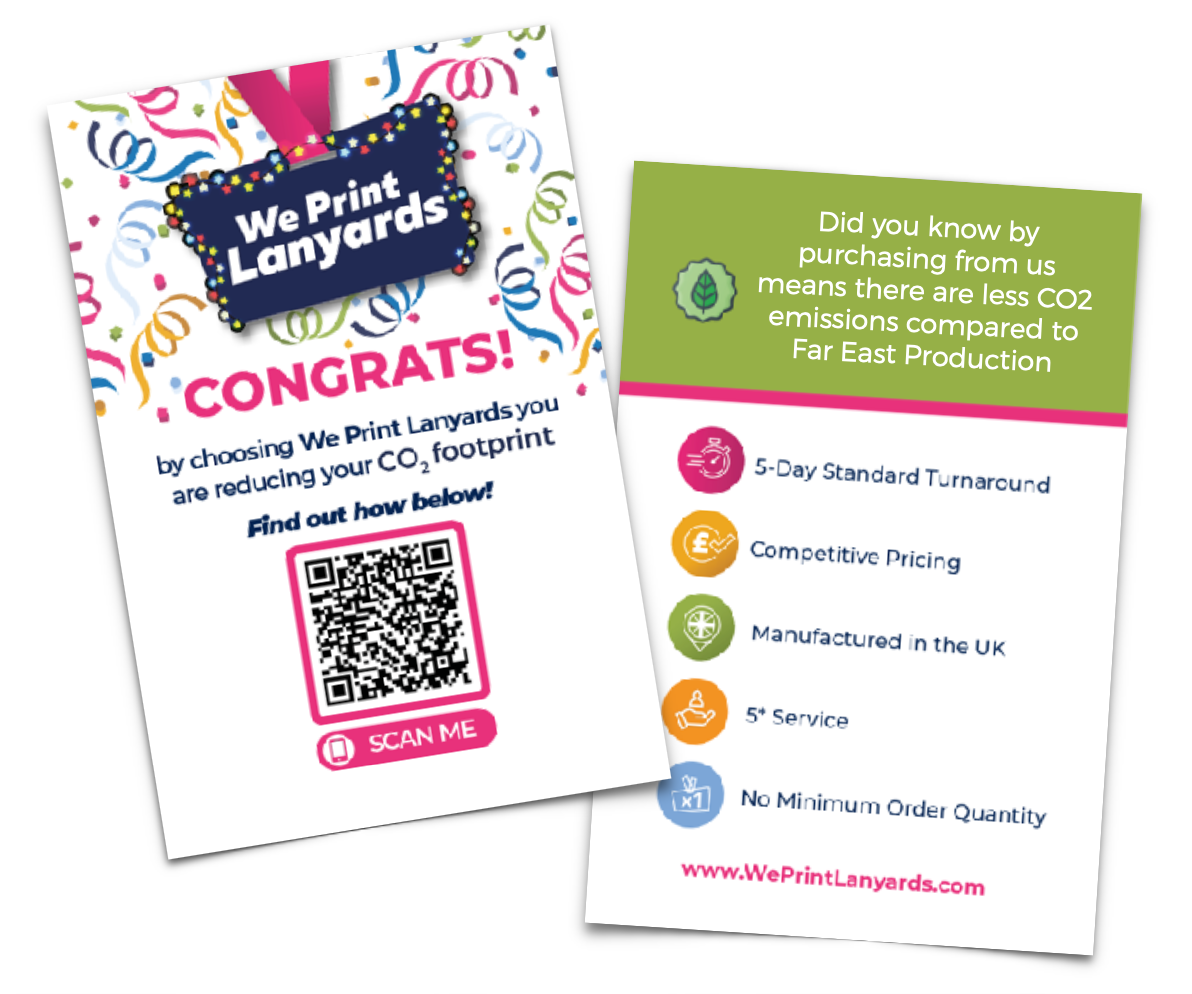 We Print
Lanyards
CONGRATS!
by choosing We Print Lanyards you
are reducing your CO₂ footprint
Find out how below!
SCAN ME
Did you know by
purchasing from us
means there are less CO2
emissions compared to
Far East Production
5-Day Standard Turnaround
£
Competitive Pricing
Manufactured in the UK
5* Service
x1
No Minimum Order Quantity
www.WePrintLanyards.com